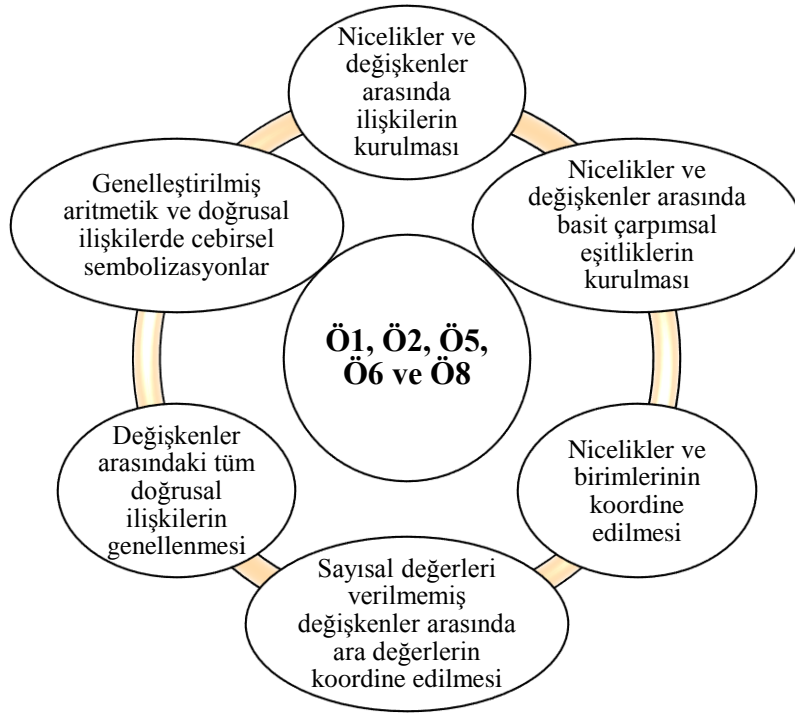 Nicelikler ve
değişkenler
arasında
ilişkilerin
kurulması
Nicelikler ve
değişkenler arasında
basit çarpımsal
eşitliklerin
kurulması
Nicelikler ve
birimlerinin
koordine
edilmesi
Sayısal değerleri
verilmemiş
değişkenler arasında
ara değerlerin
koordine edilmesi
Değişkenler
arasındaki tüm
doğrusal
ilişkilerin
genellenmesi
Genelleştirilmiş
aritmetik ve doğrusal
ilişkilerde cebirsel
sembolizasyonlar
Ö1, Ö2, Ö5,
Ö6 ve Ö8